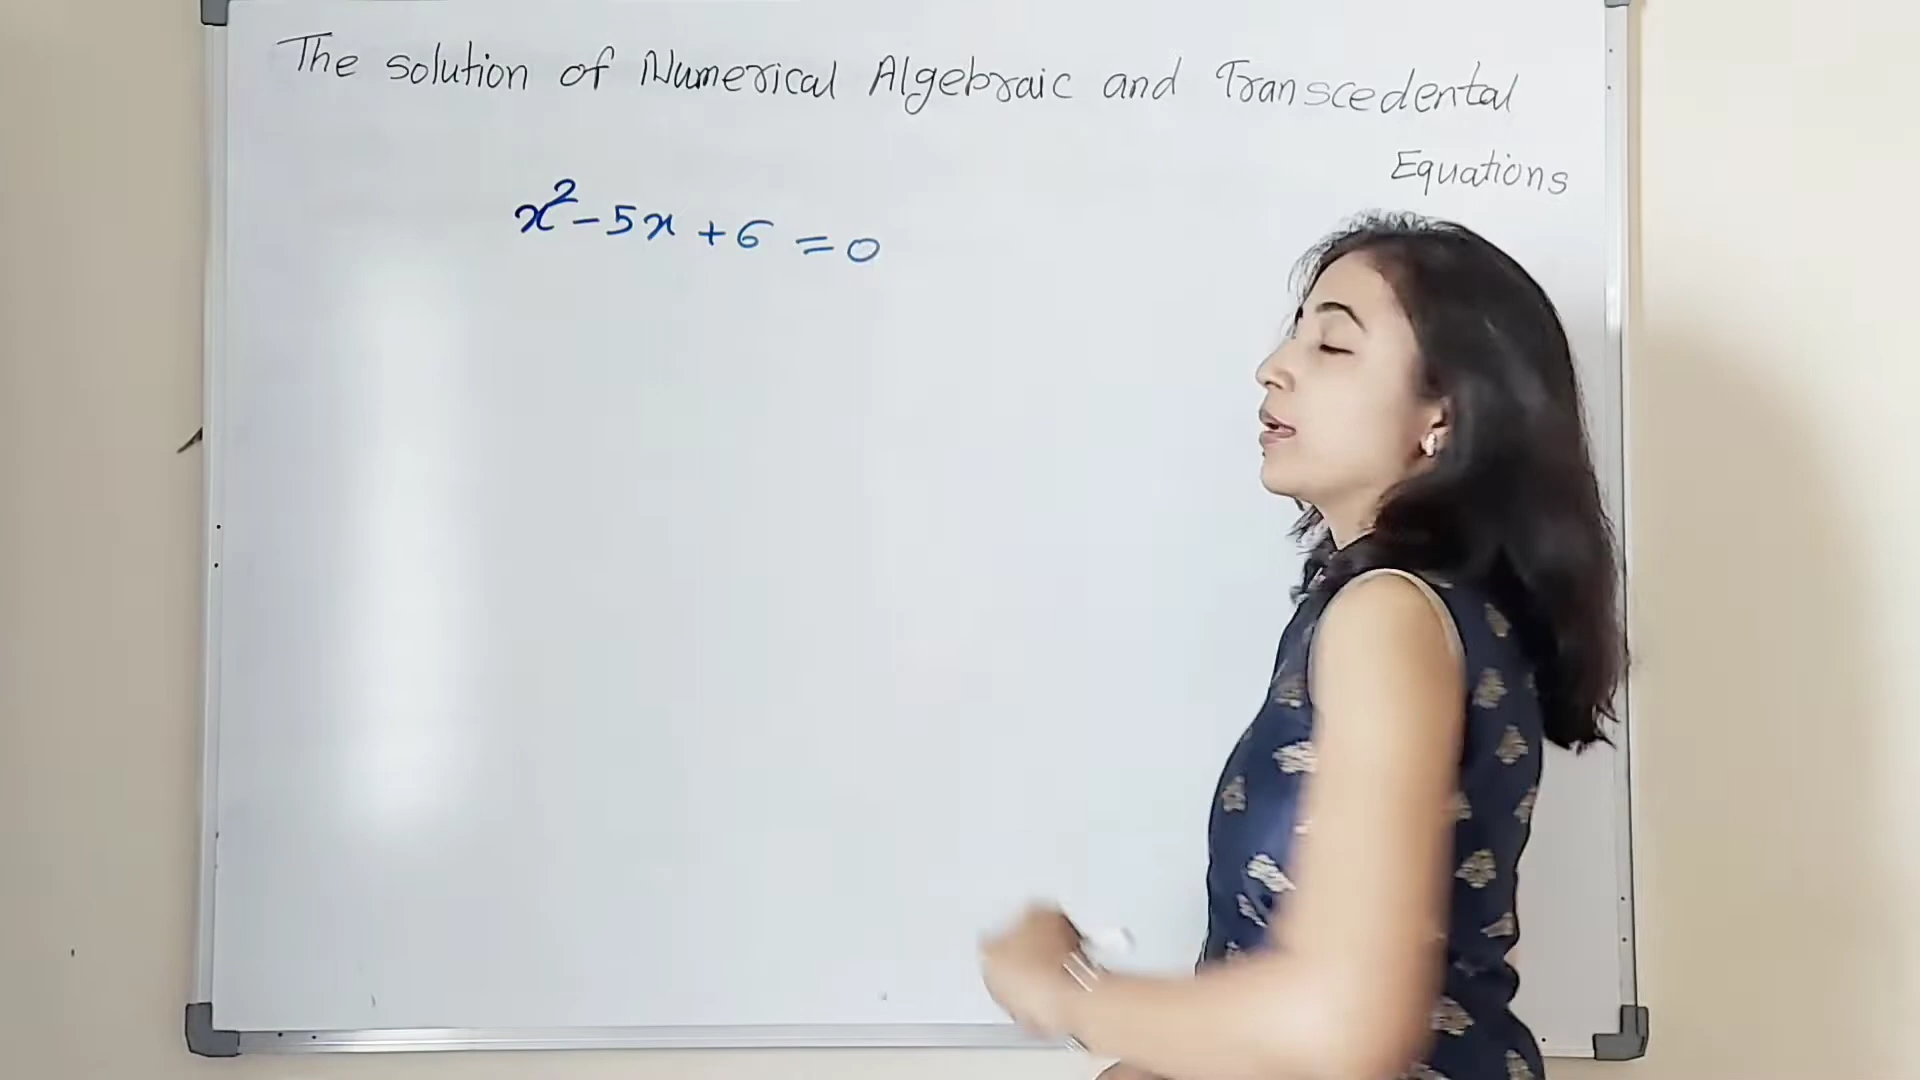 The solution of Numerical Algebraic and Transcedental
Equations
x² - 5x + 6 = 0